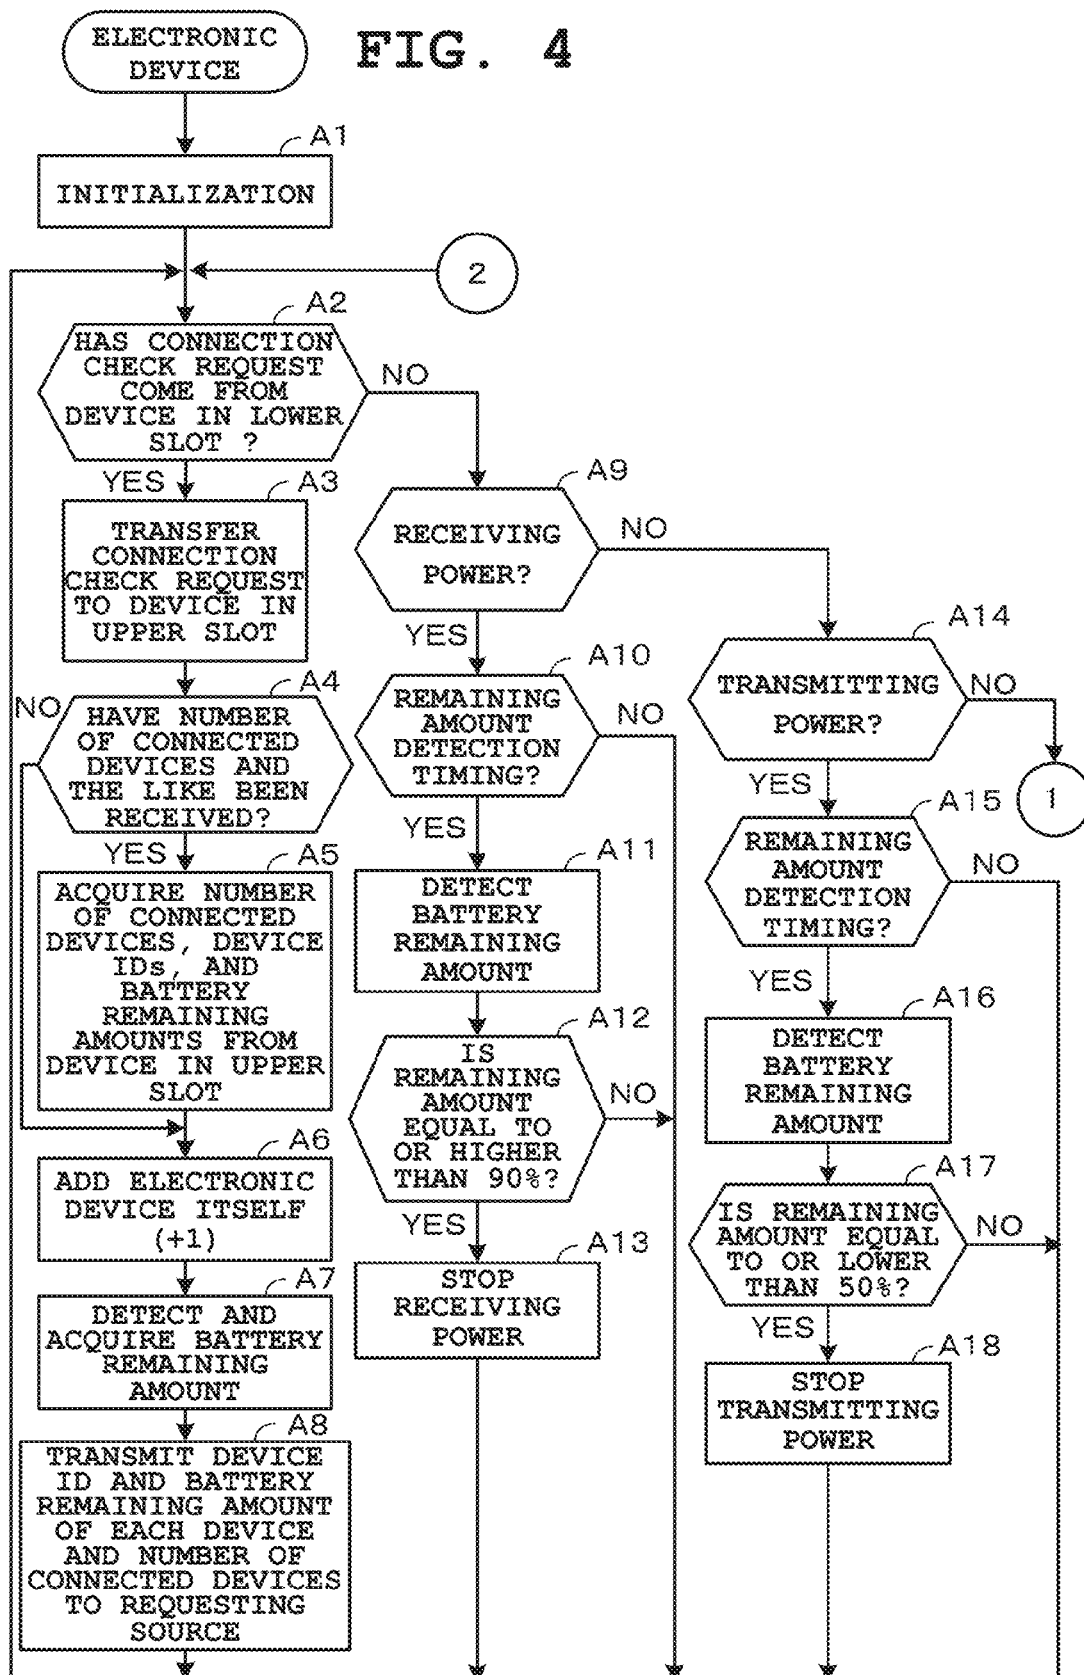 ELECTRONIC
DEVICE
FIG. 4
A1
INITIALIZATION
2
A2
HAS CONNECTION
CHECK REQUEST
COME FROM
DEVICE IN LOWER
SLOT ?
NO
YES
A3
TRANSFER
CONNECTION
CHECK REQUEST
TO DEVICE IN
UPPER SLOT
A4
NO
HAVE NUMBER
OF CONNECTED
DEVICES AND
THE LIKE BEEN
RECEIVED?
YES
A5
ACQUIRE NUMBER
OF CONNECTED
DEVICES, DEVICE
IDs, AND
BATTERY
REMAINING
AMOUNTS FROM
DEVICE IN UPPER
SLOT
A6
ADD ELECTRONIC
DEVICE ITSELF
(+1)
A7
DETECT AND
ACQUIRE BATTERY
REMAINING
AMOUNT
A8
TRANSMIT DEVICE
ID AND BATTERY
REMAINING AMOUNT
OF EACH DEVICE
AND NUMBER OF
CONNECTED DEVICES
TO REQUESTING
SOURCE
A9
RECEIVING
POWER?
NO
YES
A10
REMAINING
AMOUNT
DETECTION
TIMING?
NO
YES
A11
DETECT
BATTERY
REMAINING
AMOUNT
A12
IS
REMAINING
AMOUNT
EQUAL TO
OR HIGHER
THAN 90%?
NO
YES
A13
STOP
RECEIVING
POWER
A14
TRANSMITTING
POWER?
NO
1
YES
A15
REMAINING
AMOUNT
DETECTION
TIMING?
NO
YES
A16
DETECT
BATTERY
REMAINING
AMOUNT
A17
IS REMAINING
AMOUNT EQUAL
TO OR LOWER
THAN 50%?
NO
YES
A18
STOP
TRANSMITTING
POWER